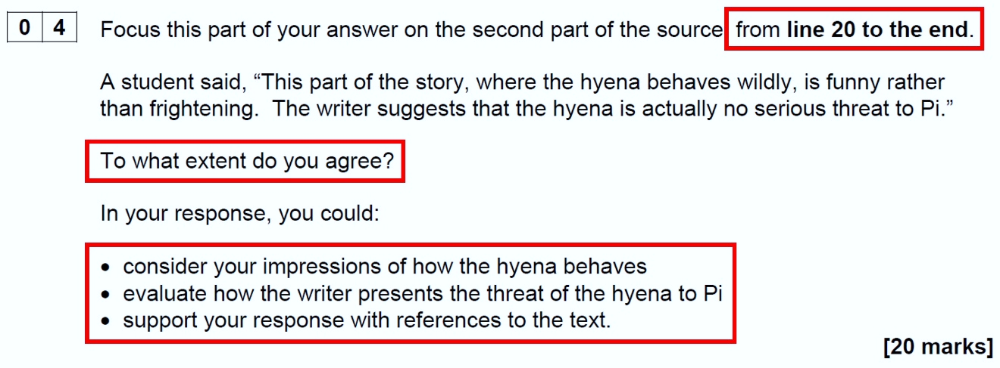 0 4 Focus this part of your answer on the second part of the source from line 20 to the end.
A student said, “This part of the story, where the hyena behaves wildly, is funny rather
than frightening. The writer suggests that the hyena is actually no serious threat to Pi.”
To what extent do you agree?
In your response, you could:
• consider your impressions of how the hyena behaves
• evaluate how the writer presents the threat of the hyena to Pi
• support your response with references to the text.
[20 marks]